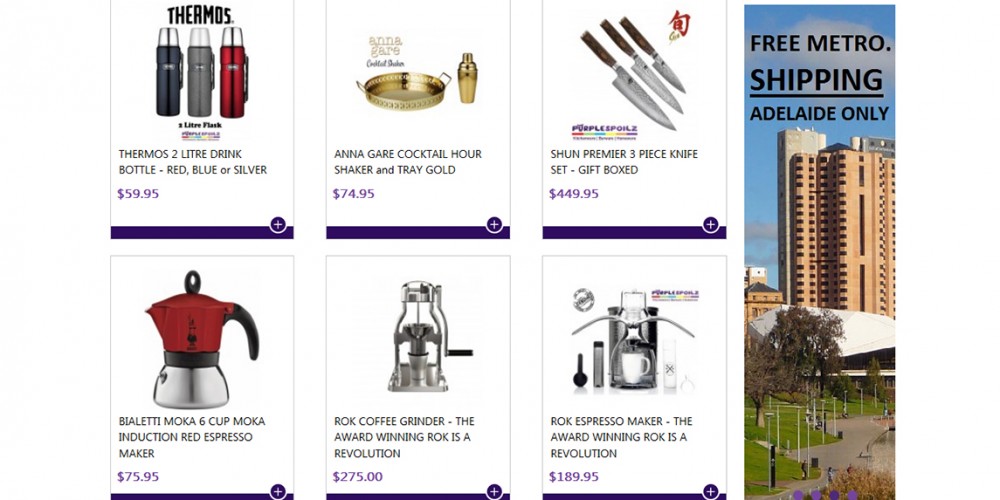 THERMOS.
2 Litre Flask
PURPLESPOILZ
THERMOS 2 LITRE DRINK
BOTTLE - RED, BLUE or SILVER
$59.95
anna
gare
Cocktail Shaker
ANNA GARE COCKTAIL HOUR
SHAKER and TRAY GOLD
$74.95
旬
PURPLESPOILZ
SHUN PREMIER 3 PIECE KNIFE
SET - GIFT BOXED
$449.95
FREE METRO.
SHIPPING
ADELAIDE ONLY
BIALETTI MOKA 6 CUP MOKA
INDUCTION RED ESPRESSO
MAKER
$75.95
ROK COFFEE GRINDER - THE
AWARD WINNING ROK IS A
REVOLUTION
$275.00
PURPLESPOILZ
ROK ESPRESSO MAKER - THE
AWARD WINNING ROK IS A
REVOLUTION
$189.95